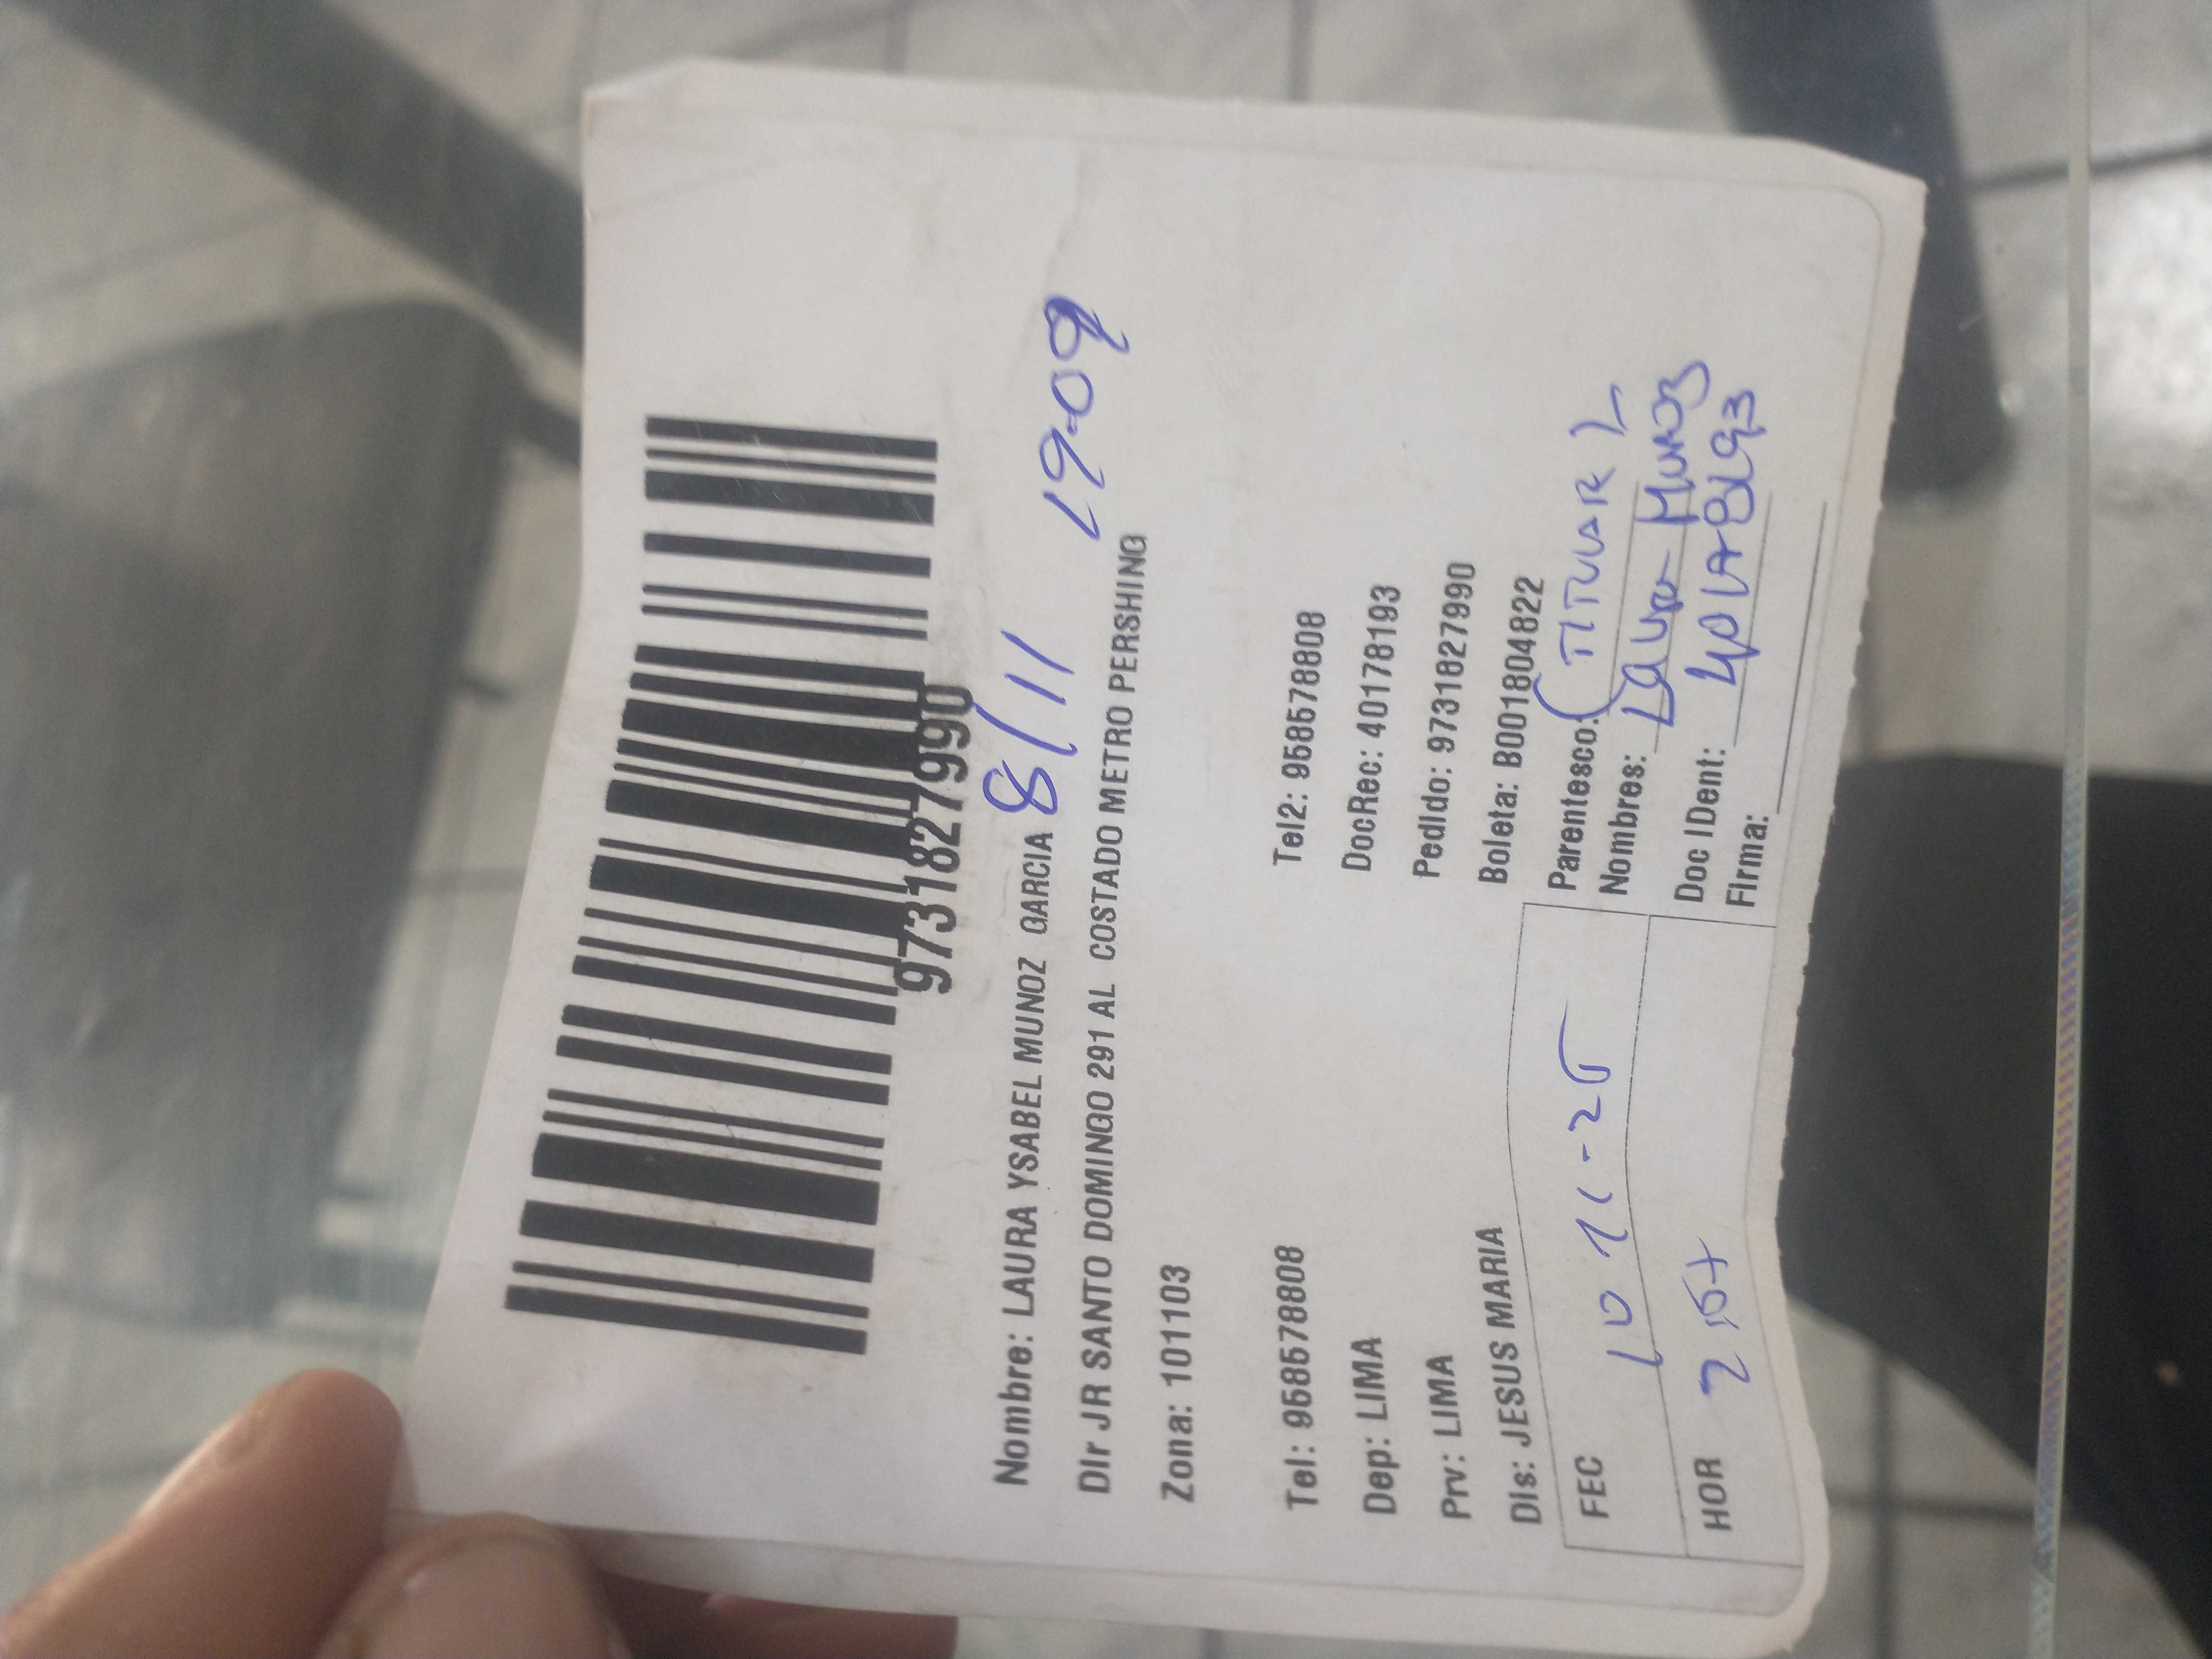 9731827990
Nombre: LAURA YSABEL MUNOZ GARCIA 8/11 19-09
DIr JR SANTO DOMINGO 291 AL COSTADO METRO PERSHING
Zona: 101103
Tel: 958578808 Tel2: 958578808
Dep: LIMA DocRec: 40178193
Prv: LIMA Pedido: 9731827990
DIs: JESUS MARIA Boleta: B001804822
Parentesco: (TITULAR)
FEC 10 11-25 Nombres: Laura Munoz
Doc IDent: 40178193
HOR Firma: